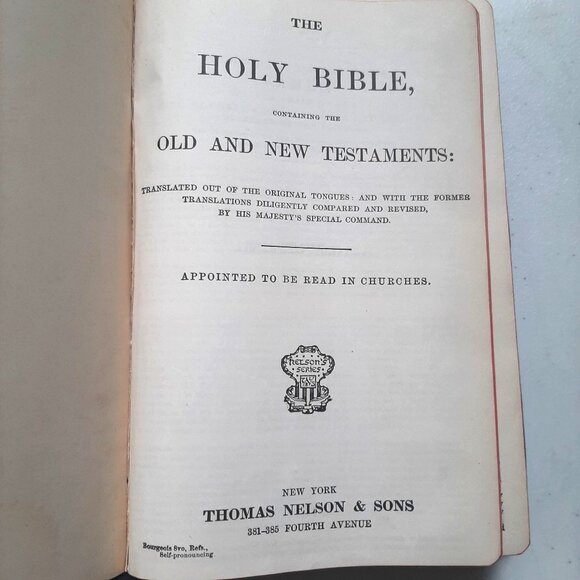 THE
HOLY BIBLE,
CONTAINING THE
OLD AND NEW TESTAMENTS:
TRANSLATED OUT OF THE ORIGINAL TONGUES: AND WITH THE FORMER
TRANSLATIONS DILIGENTLY COMPARED AND REVISED,
BY HIS MAJESTY'S SPECIAL COMMAND.
APPOINTED TO BE READ IN CHURCHES.
NELSON'S
SERIES
NEW YORK
THOMAS NELSON & SONS
381-385 FOURTH AVENUE
Bourgeois 8vo, Refs.,
Self-pronouncing